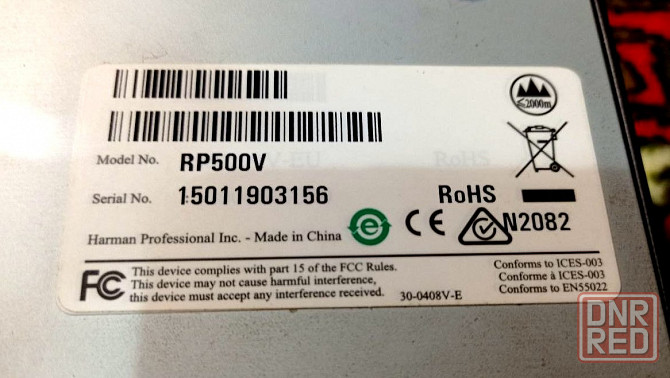 ≤2000m
Model No. RP500V
Serial No. 15011903156
RoHS
CE N2082
Harman Professional Inc. - Made in China
FC This device complies with part 15 of the FCC Rules.
This device may not cause harmful interference,
this device must accept any interference received.
30-0408V-E
Conforms to ICES-003
Conforme à ICES-003
Conforms to EN55022
DNR
RED